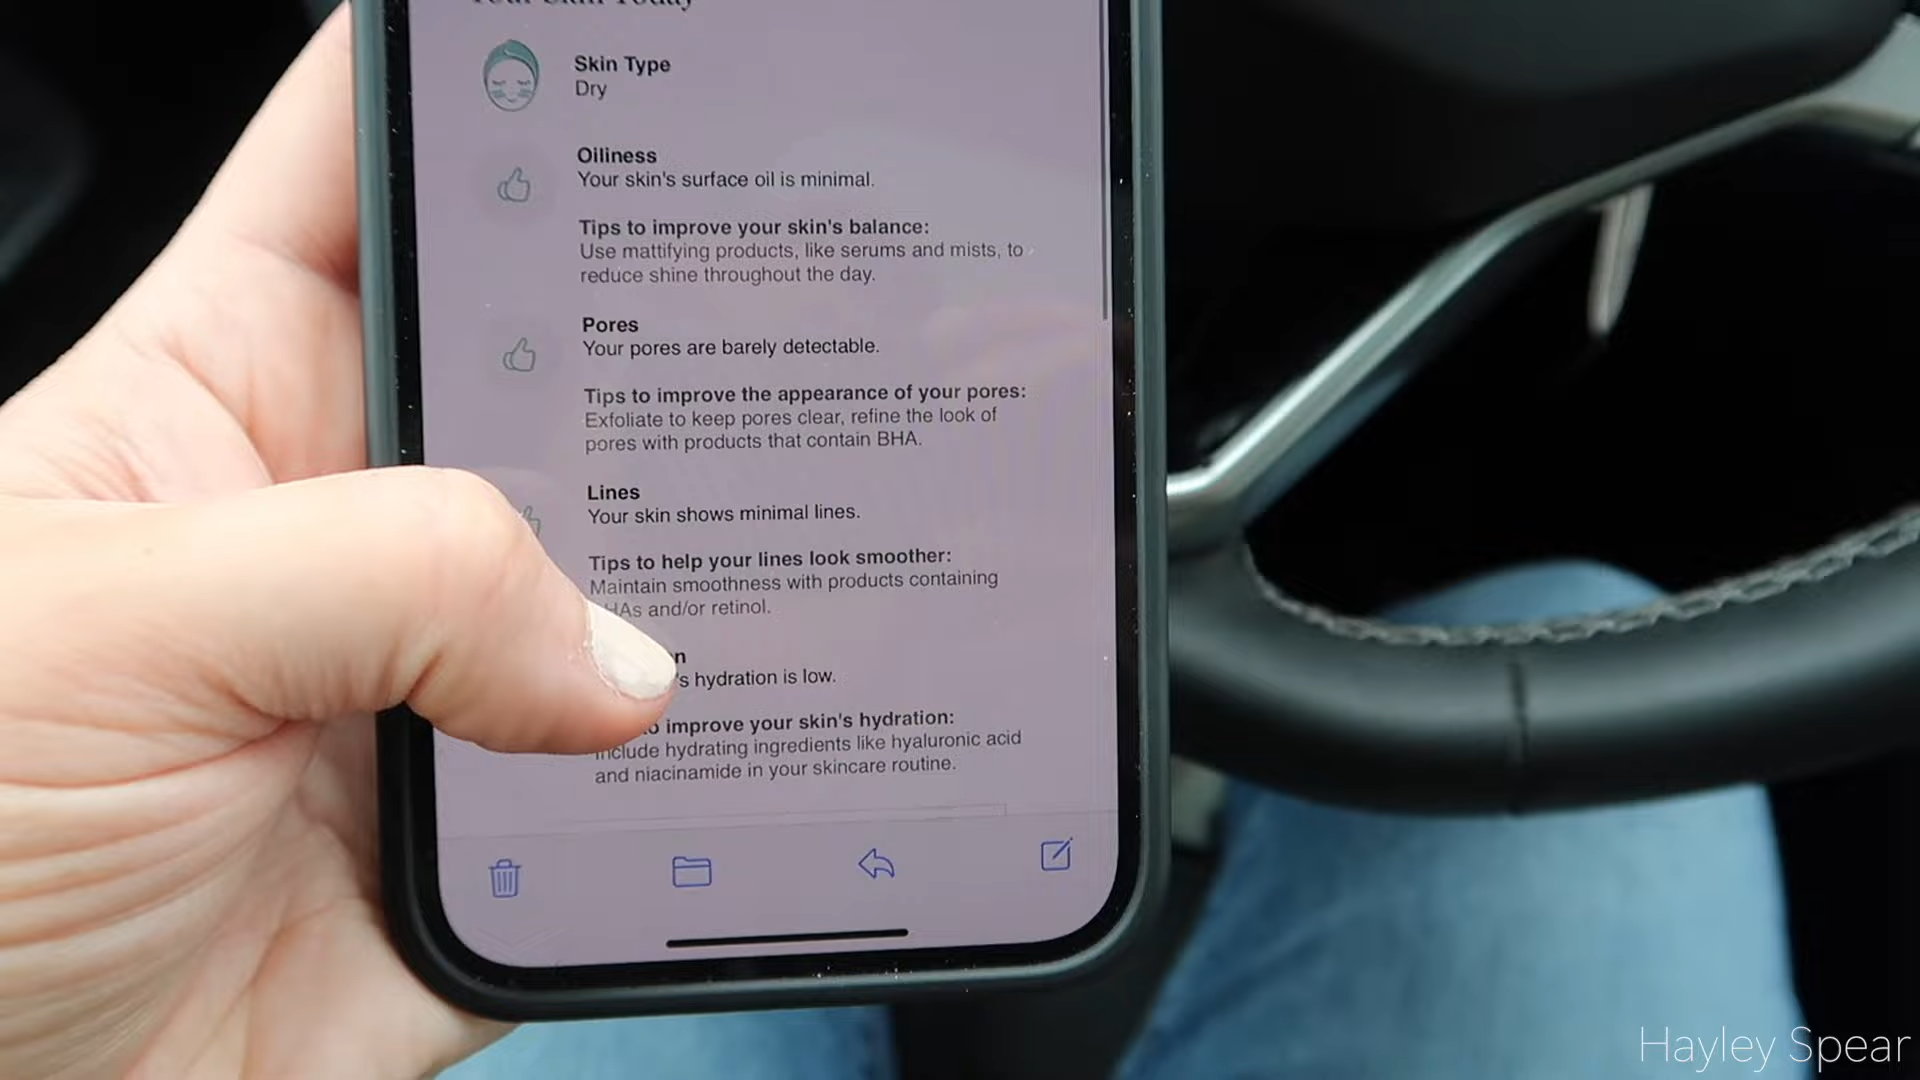 Your Skin Today
Skin Type
Dry
Oiliness
Your skin's surface oil is minimal.
Tips to improve your skin's balance:
Use mattifying products, like serums and mists, to
reduce shine throughout the day.
Pores
Your pores are barely detectable.
Tips to improve the appearance of your pores:
Exfoliate to keep pores clear, refine the look of
pores with products that contain BHA.
Lines
Your skin shows minimal lines.
Tips to help your lines look smoother:
Maintain smoothness with products containing
and/or retinol.
hydration is low.
improve your skin's hydration:
Include hydrating ingredients like hyaluronic acid
and niacinamide in your skincare routine.
Hayley Spear